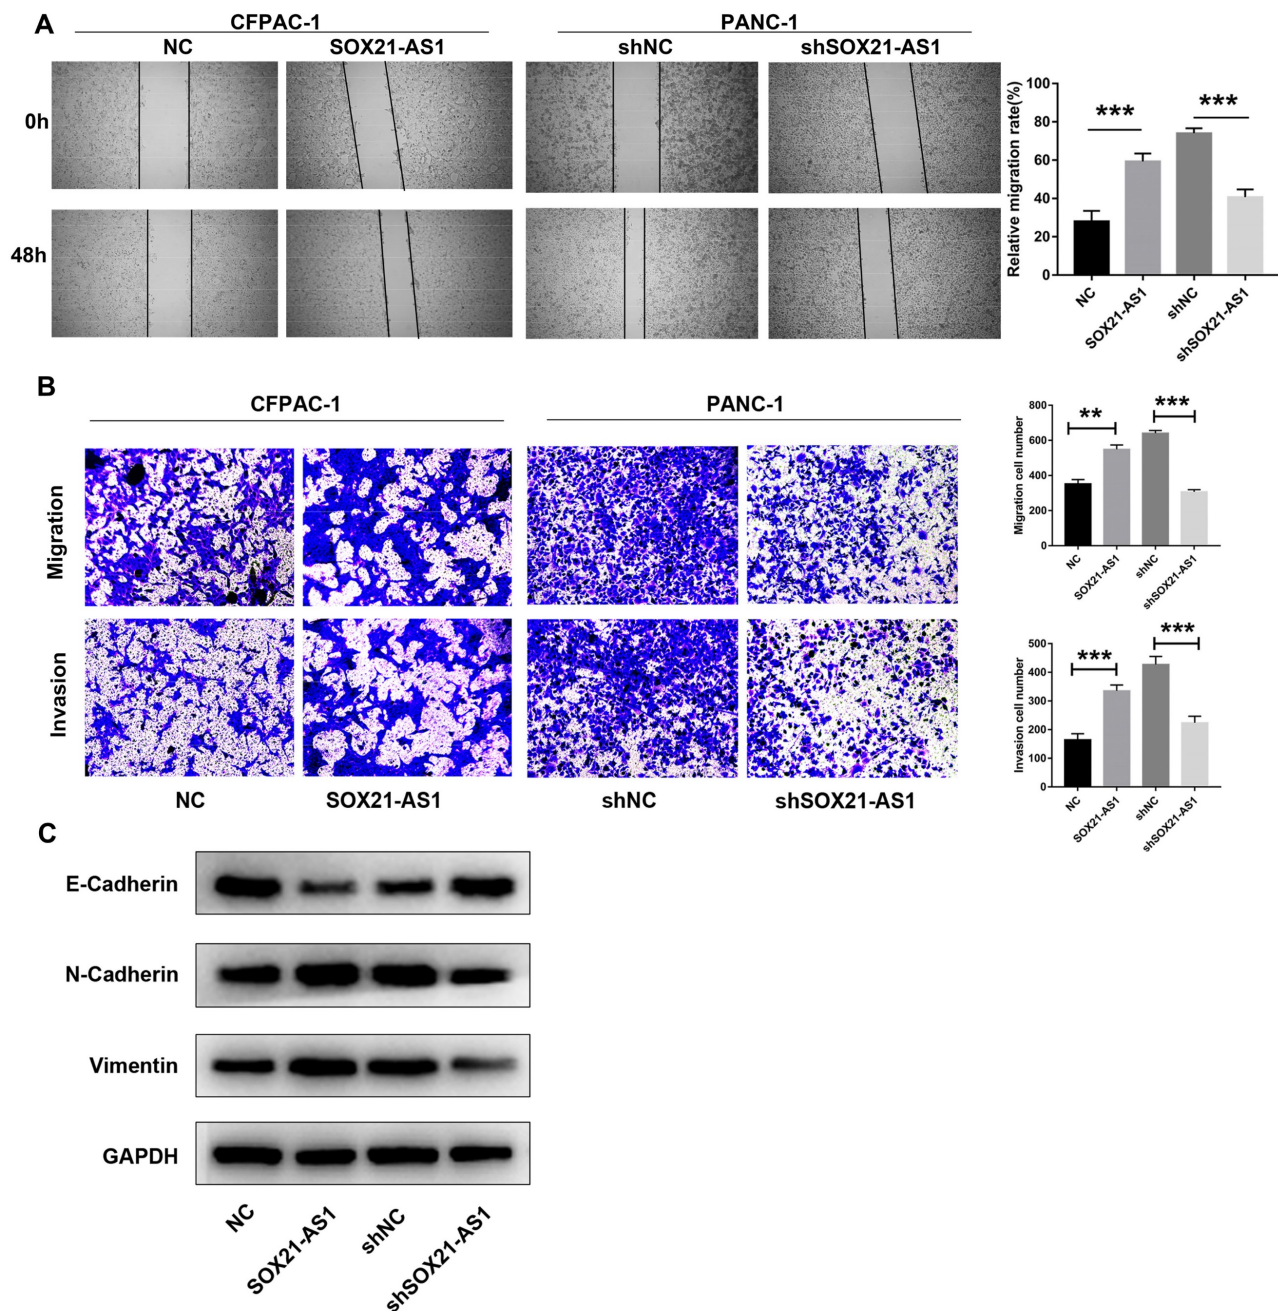 A
CFPAC-1
PANC-1
NC
SOX21-AS1
shNC
shSOX21-AS1
0h
48h
Relative migration rate(%)
100
80
60
40
20
0
***
***
NC
SOX21-AS1
shNC
shSOX21-AS1
B
CFPAC-1
PANC-1
Migration
Invasion
NC
SOX21-AS1
shNC
shSOX21-AS1
Migration cell number
800
600
400
200
0
**
***
NC
SOX21-AS1
shNC
shSOX21-AS1
Invasion cell number
500
400
300
200
100
0
***
***
NC
SOX21-AS1
shNC
shSOX21-AS1
C
E-Cadherin
N-Cadherin
Vimentin
GAPDH
NC
SOX21-AS1
shNC
shSOX21-AS1